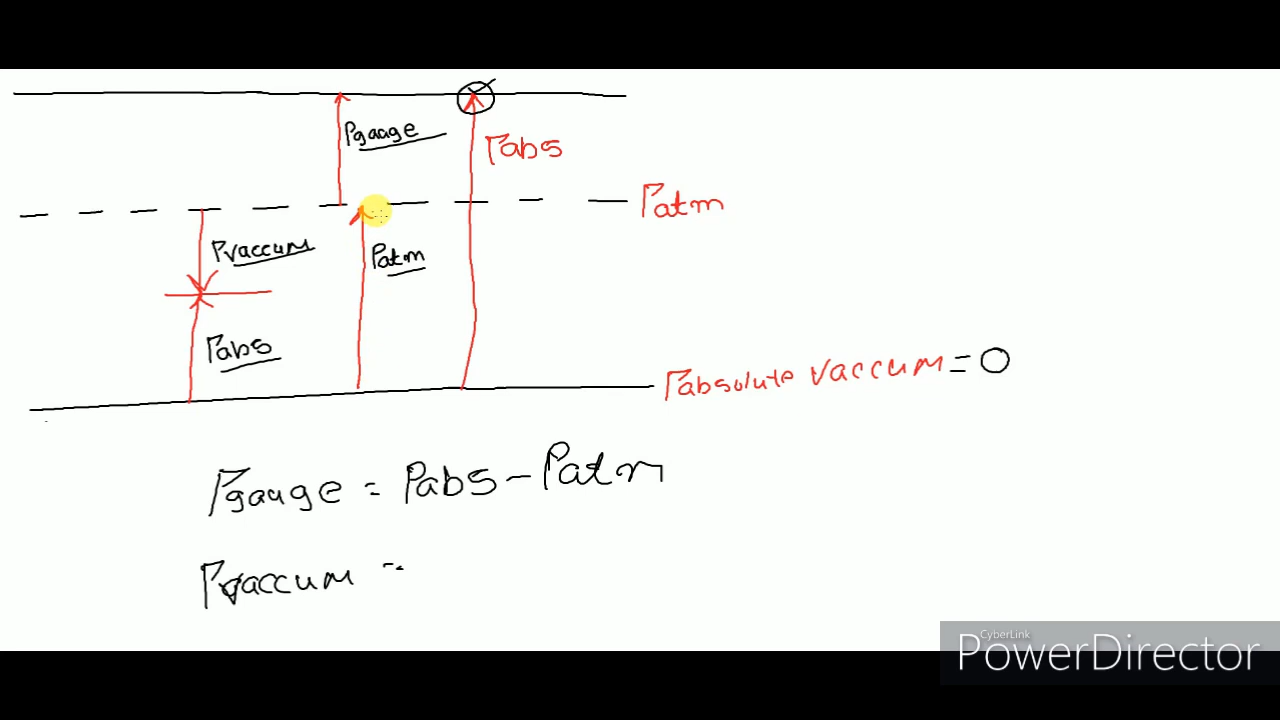 Pgauge
Pabs
Patm
Pvaccum
Patm
Pabs
Pabsolute vaccum = 0
Pgauge = Pabs - Patm
Pvaccum =
CyberLink
PowerDirector